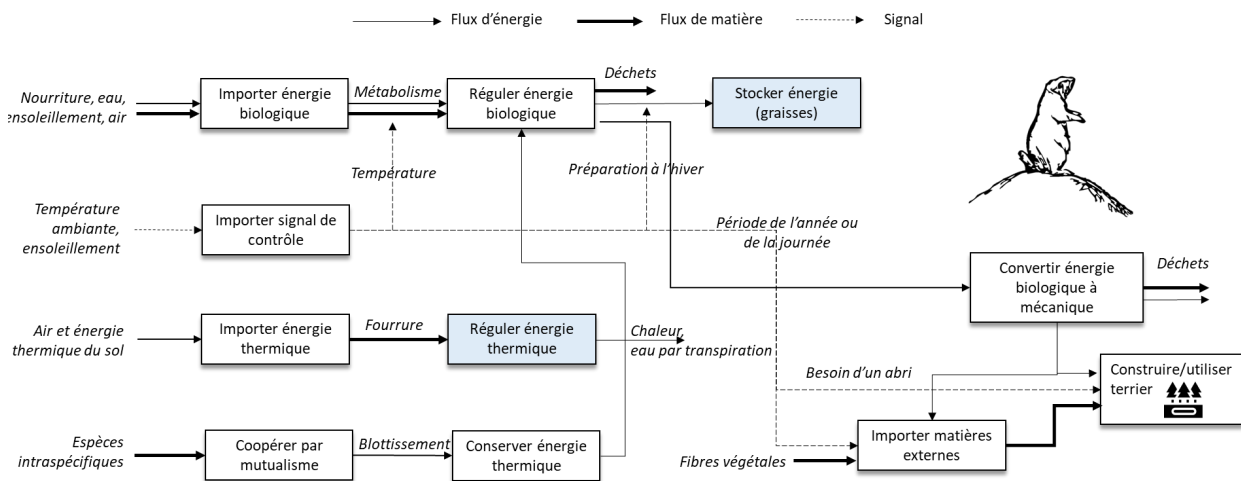 Flux d'énergie
Flux de matière
Signal
Nourriture, eau,
ensoleillement, air
Importer énergie
biologique
Métabolisme
Réguler énergie
biologique
Déchets
Stocker énergie
(graisses)
Température
Préparation à l'hiver
Température
ambiante,
ensoleillement
Importer signal de
contrôle
Période de l'année ou
de la journée
Convertir énergie
biologique à
mécanique
Déchets
Air et énergie
thermique du sol
Importer énergie
thermique
Fourrure
Réguler énergie
thermique
Chaleur,
eau par transpiration
Besoin d'un abri
Construire/utiliser
terrier
Espèces
intraspécifiques
Coopérer par
mutualisme
Blottissement
Conserver énergie
thermique
Fibres végétales
Importer matières
externes